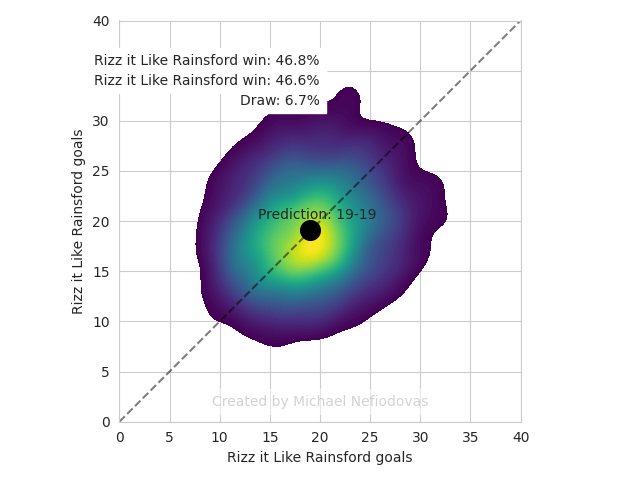 40
35
Rizz it Like Rainsford win: 46.8%
Rizz it Like Rainsford win: 46.6%
Draw: 6.7%
30
25
Prediction: 19-19
20
15
10
5
0
Rizz it Like Rainsford goals
Created by Michael Nefiodovas
0 5 10 15 20 25 30 35 40
Rizz it Like Rainsford goals